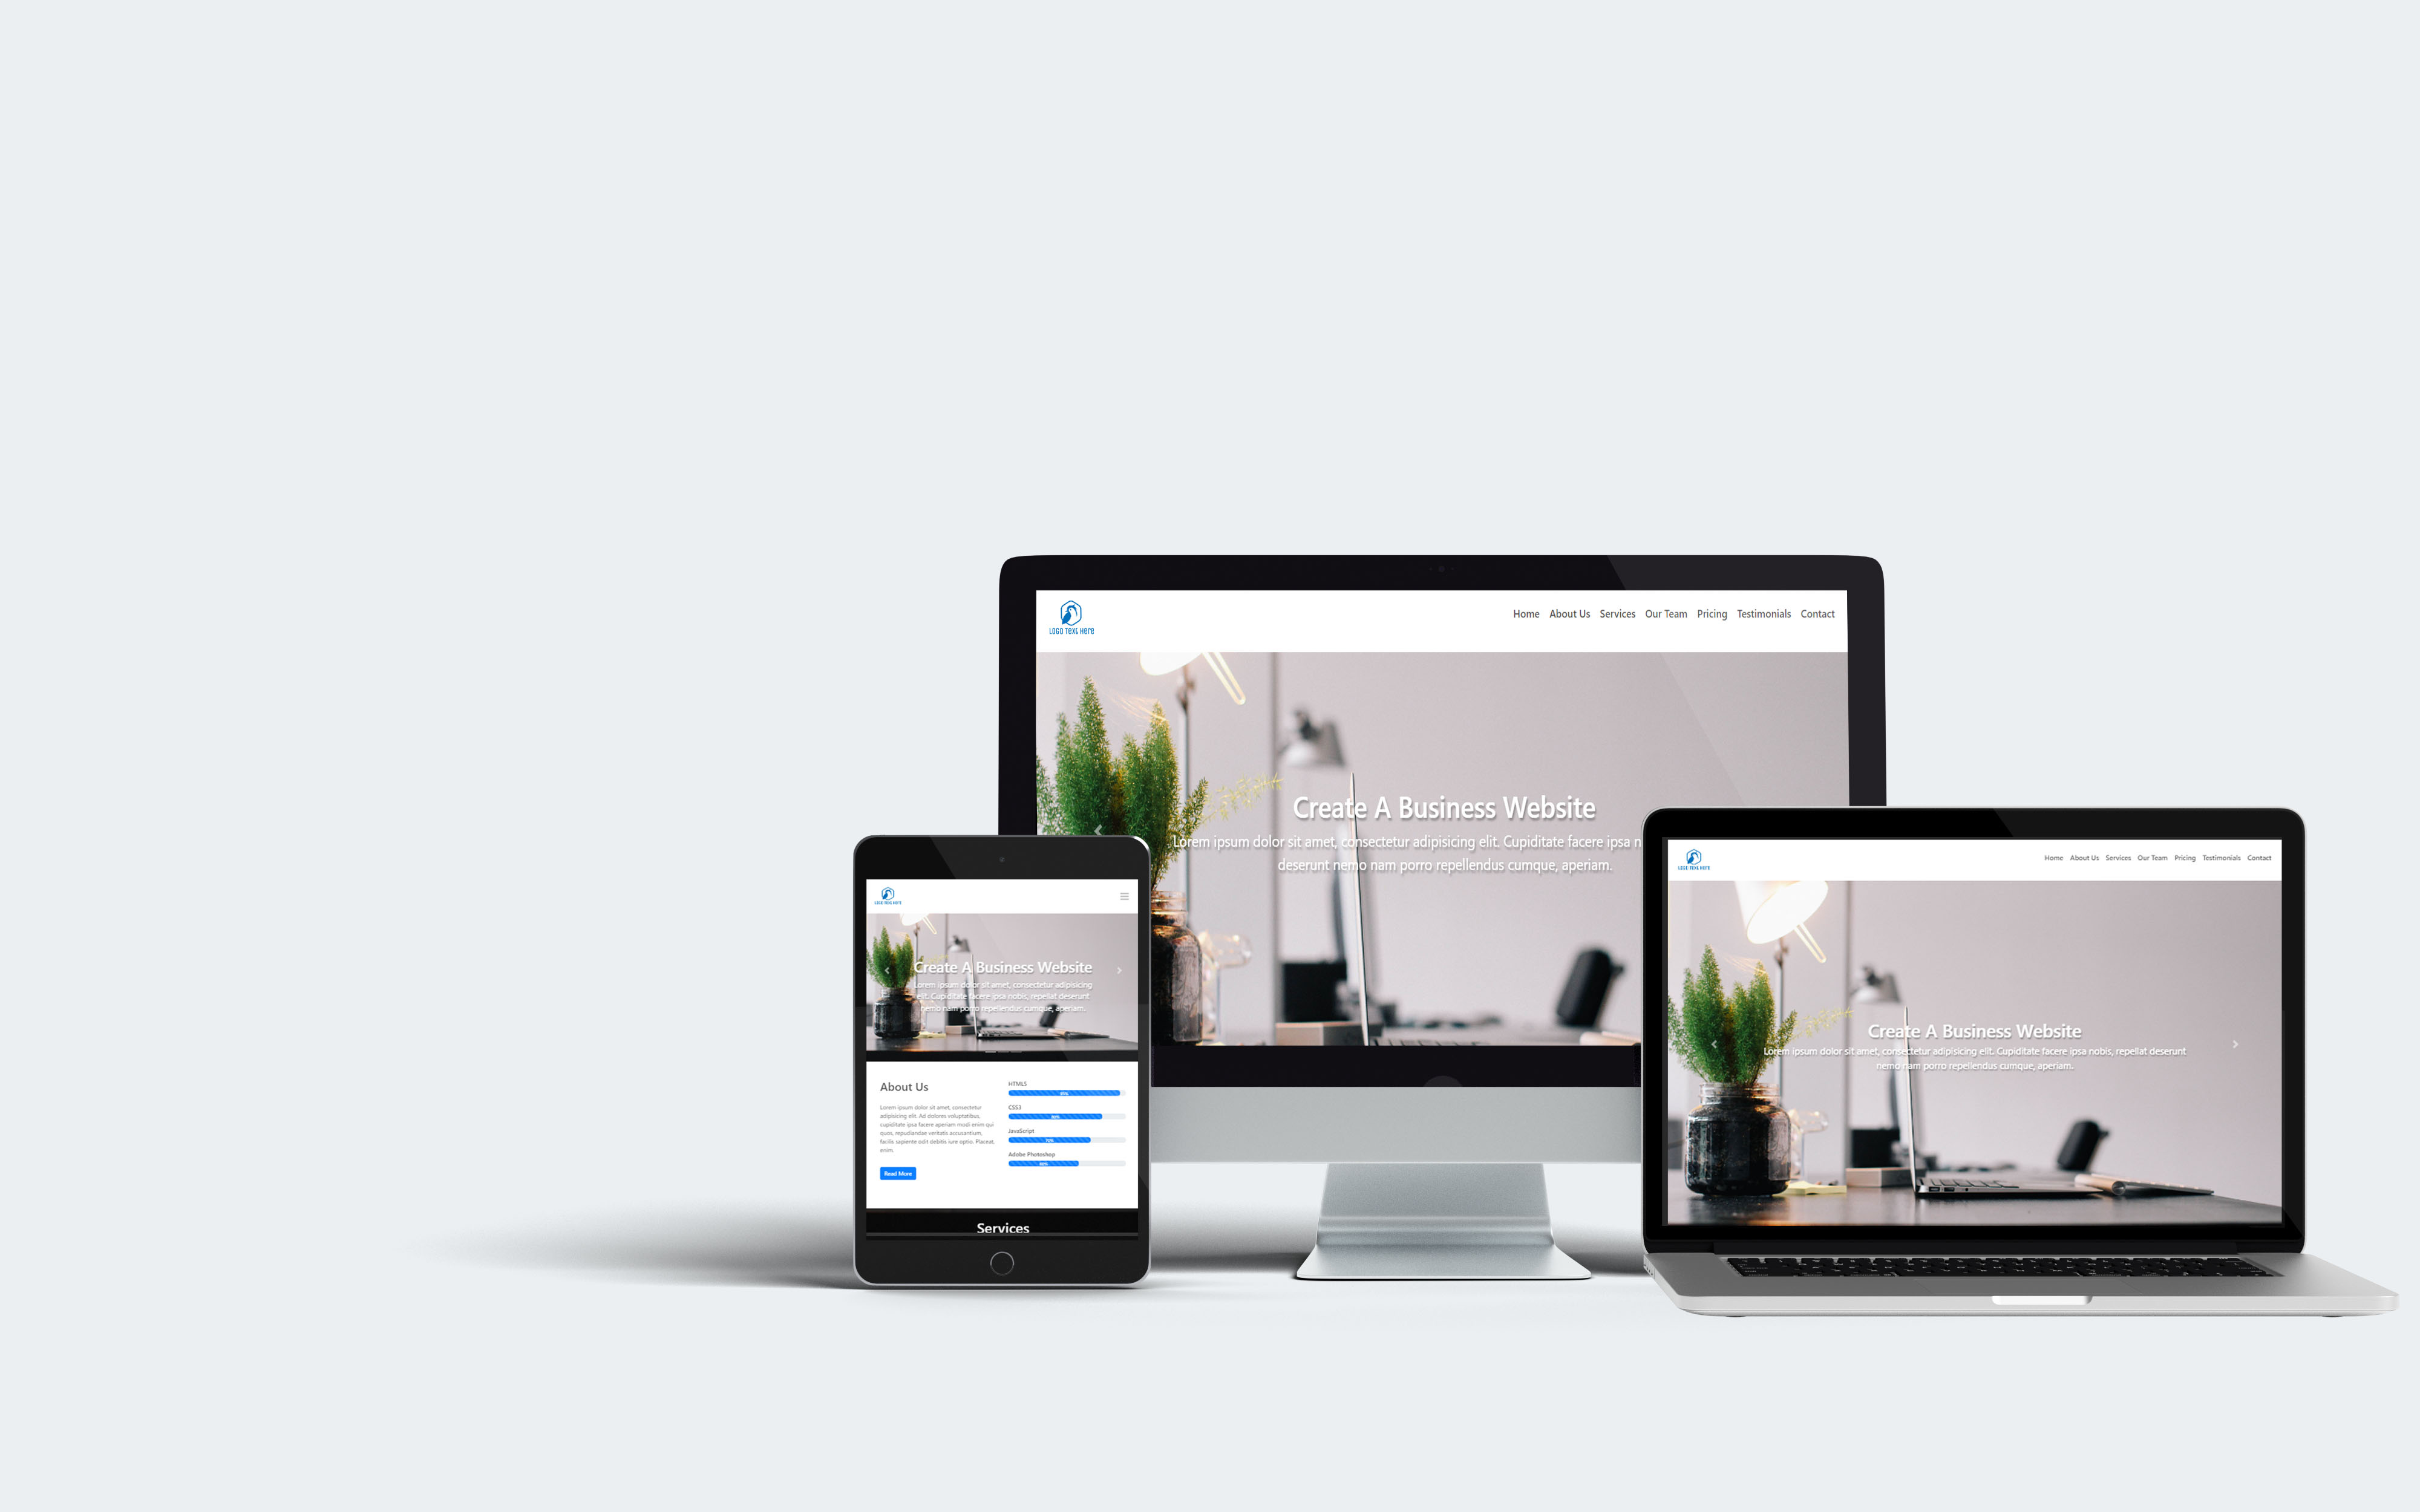 LOGO TEXT HERE
Home About Us Services Our Team Pricing Testimonials Contact
Create A Business Website
Lorem ipsum dolor sit amet, consectetur adipisicing elit. Cupiditate facere ipsa n
deserunt nemo nam porro repellendus cumque, aperiam.
LOGO TEXT HERE
Create A Business Website
Lorem ipsum dolor sit amet, consectetur adipisicing
elit. Cupiditate facere ipsa nobis, repellat deserunt
nemo nam porro repellendus cumque, aperiam.
About Us
Lorem ipsum dolor sit amet, consectetur
adipisicing elit. Ad dolores voluptatibus,
cupiditate ipsa facere aperiam modi enim qui
quos, repudiandae veritatis assusantium,
facilis sapiente odit debitis iure optio. Placeat,
enim.
Read More
HTML5
CSS3
JavaScript
Adobe Photoshop
Services
LOGO TEXT HERE
Home About Us Services Our Team Pricing Testimonials Contact
Create A Business Website
Lorem ipsum dolor sit amet, consectetur adipisicing elit. Cupiditate facere ipsa nobis, repellat deserunt
nemo nam porro repellendus cumque, aperiam.